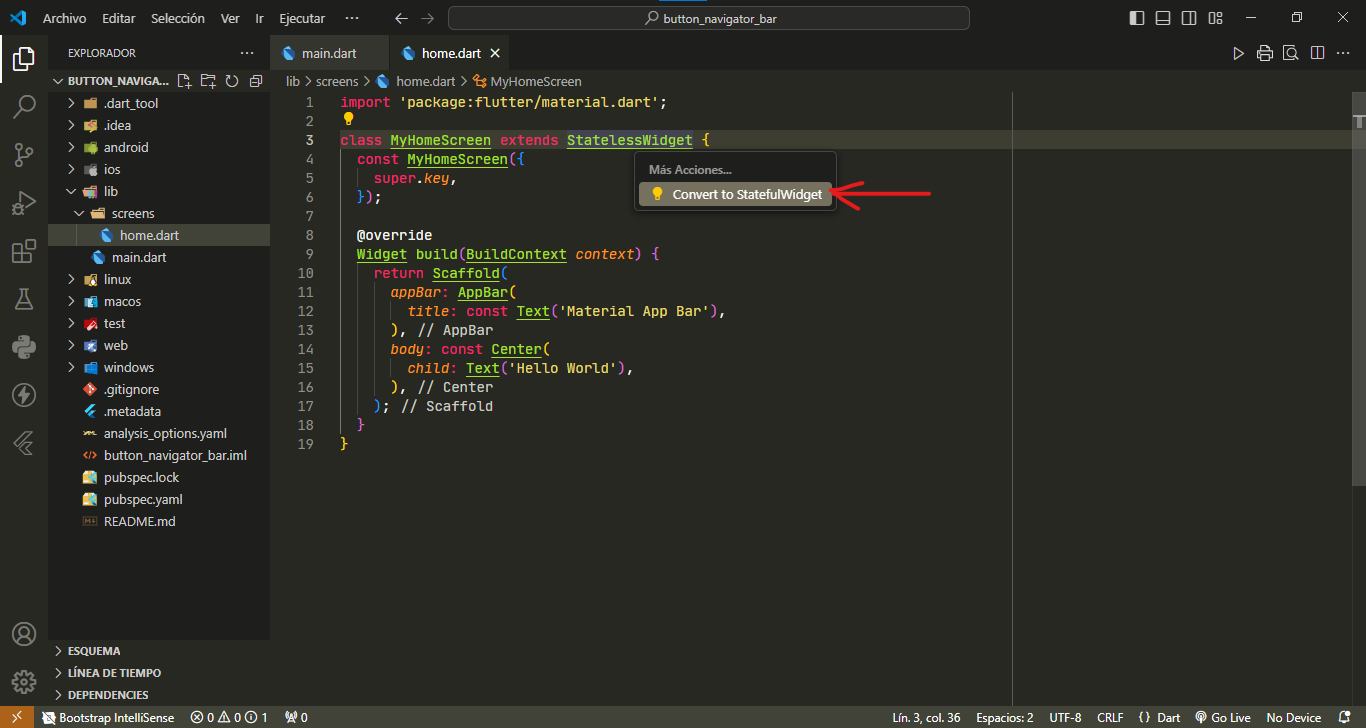 Archivo Editar Selección Ver Ir Ejecutar ··· button_navigator_bar
EXPLORADOR ···
BUTTON_NAVIGA...
.dart_tool
.idea
android
ios
lib
screens
home.dart
main.dart
linux
macos
test
web
windows
.gitignore
.metadata
analysis_options.yaml
button_navigator_bar.iml
pubspec.lock
pubspec.yaml
README.md
ESQUEMA
LÍNEA DE TIEMPO
DEPENDENCIES
main.dart home.dart
lib > screens > home.dart > MyHomeScreen
1 import 'package:flutter/material.dart';
2
3 class MyHomeScreen extends StatelessWidget {
4 const MyHomeScreen({
5 super.key,
6 });
7
8 @override
9 Widget build(BuildContext context) {
10 return Scaffold(
11 appBar: AppBar(
12 title: const Text('Material App Bar'),
13 ), // AppBar
14 body: const Center(
15 child: Text('Hello World'),
16 ), // Center
17 ); // Scaffold
18 }
19 }
Más Acciones...
Convert to StatefulWidget
Bootstrap IntelliSense 0 0 1 0 Lín. 3, col. 36 Espacios: 2 UTF-8 CRLF {} Dart Go Live No Device